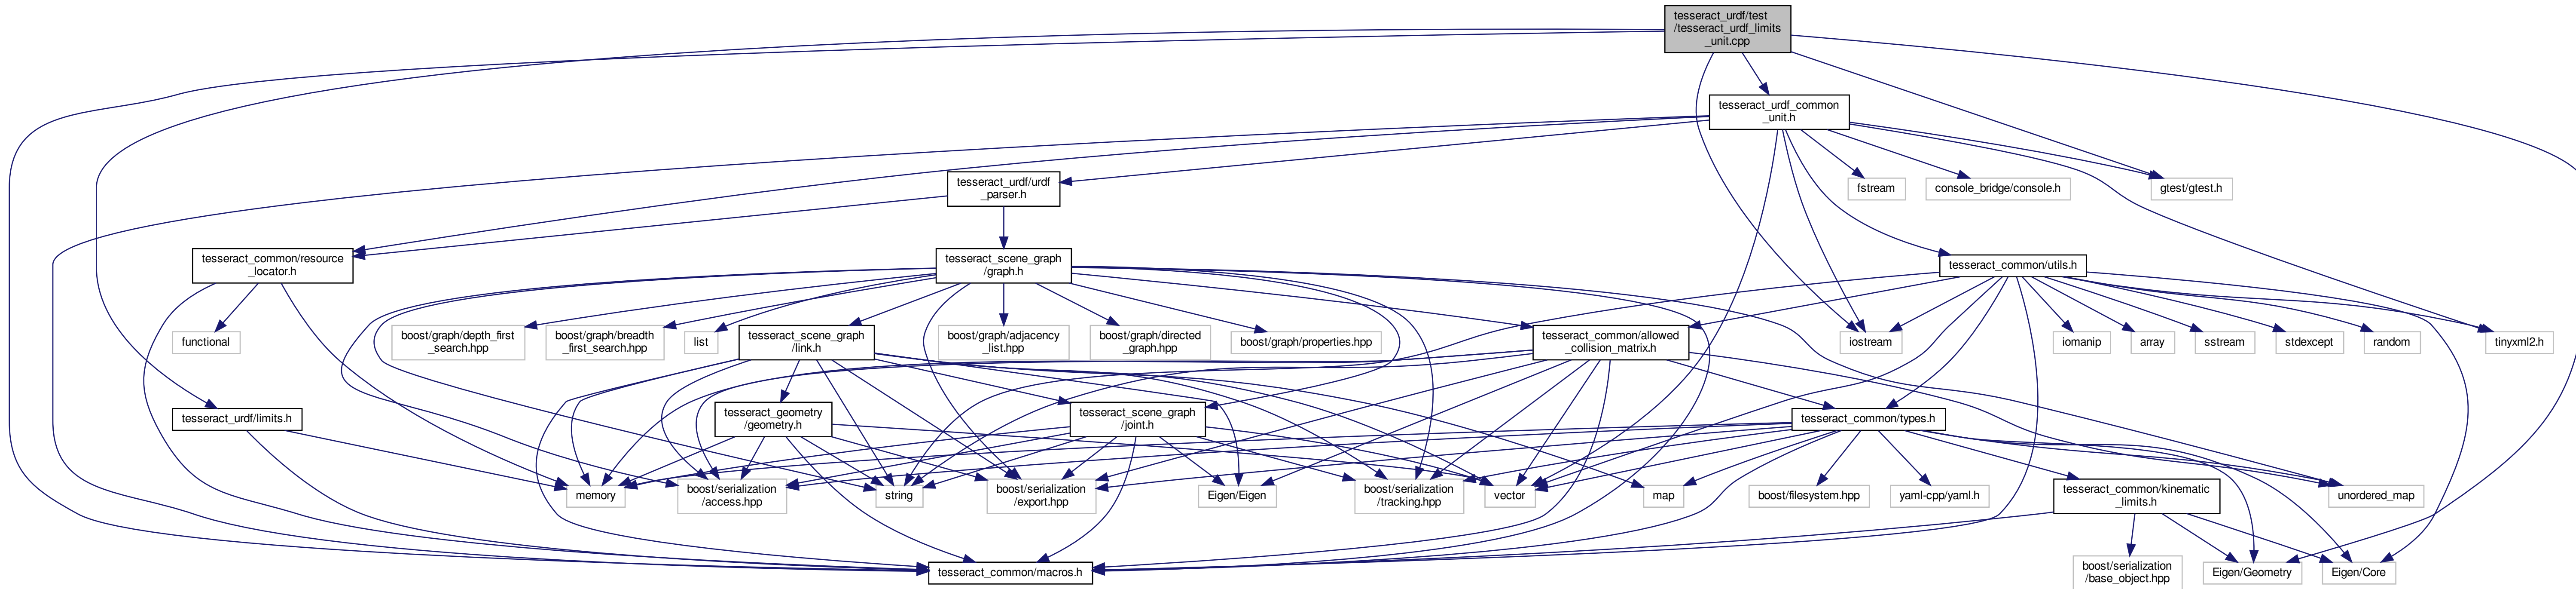 tesseract_urdf/test
/tesseract_urdf_limits
_unit.cpp
tesseract_urdf_common
_unit.h
tesseract_urdf/urdf
_parser.h
fstream
console_bridge/console.h
gtest/gtest.h
tesseract_common/resource
_locator.h
tesseract_scene_graph
/graph.h
tesseract_common/utils.h
functional
boost/graph/depth_first
_search.hpp
boost/graph/breadth
_first_search.hpp
list
tesseract_scene_graph
/link.h
boost/graph/adjacency
_list.hpp
boost/graph/directed
_graph.hpp
boost/graph/properties.hpp
tesseract_common/allowed
_collision_matrix.h
iostream
iomanip
array
sstream
stdexcept
random
tinyxml2.h
tesseract_urdf/limits.h
tesseract_geometry
/geometry.h
tesseract_scene_graph
/joint.h
tesseract_common/types.h
memory
boost/serialization
/access.hpp
string
boost/serialization
/export.hpp
Eigen/Eigen
boost/serialization
/tracking.hpp
vector
map
boost/filesystem.hpp
yaml-cpp/yaml.h
tesseract_common/kinematic
_limits.h
unordered_map
tesseract_common/macros.h
boost/serialization
/base_object.hpp
Eigen/Geometry
Eigen/Core